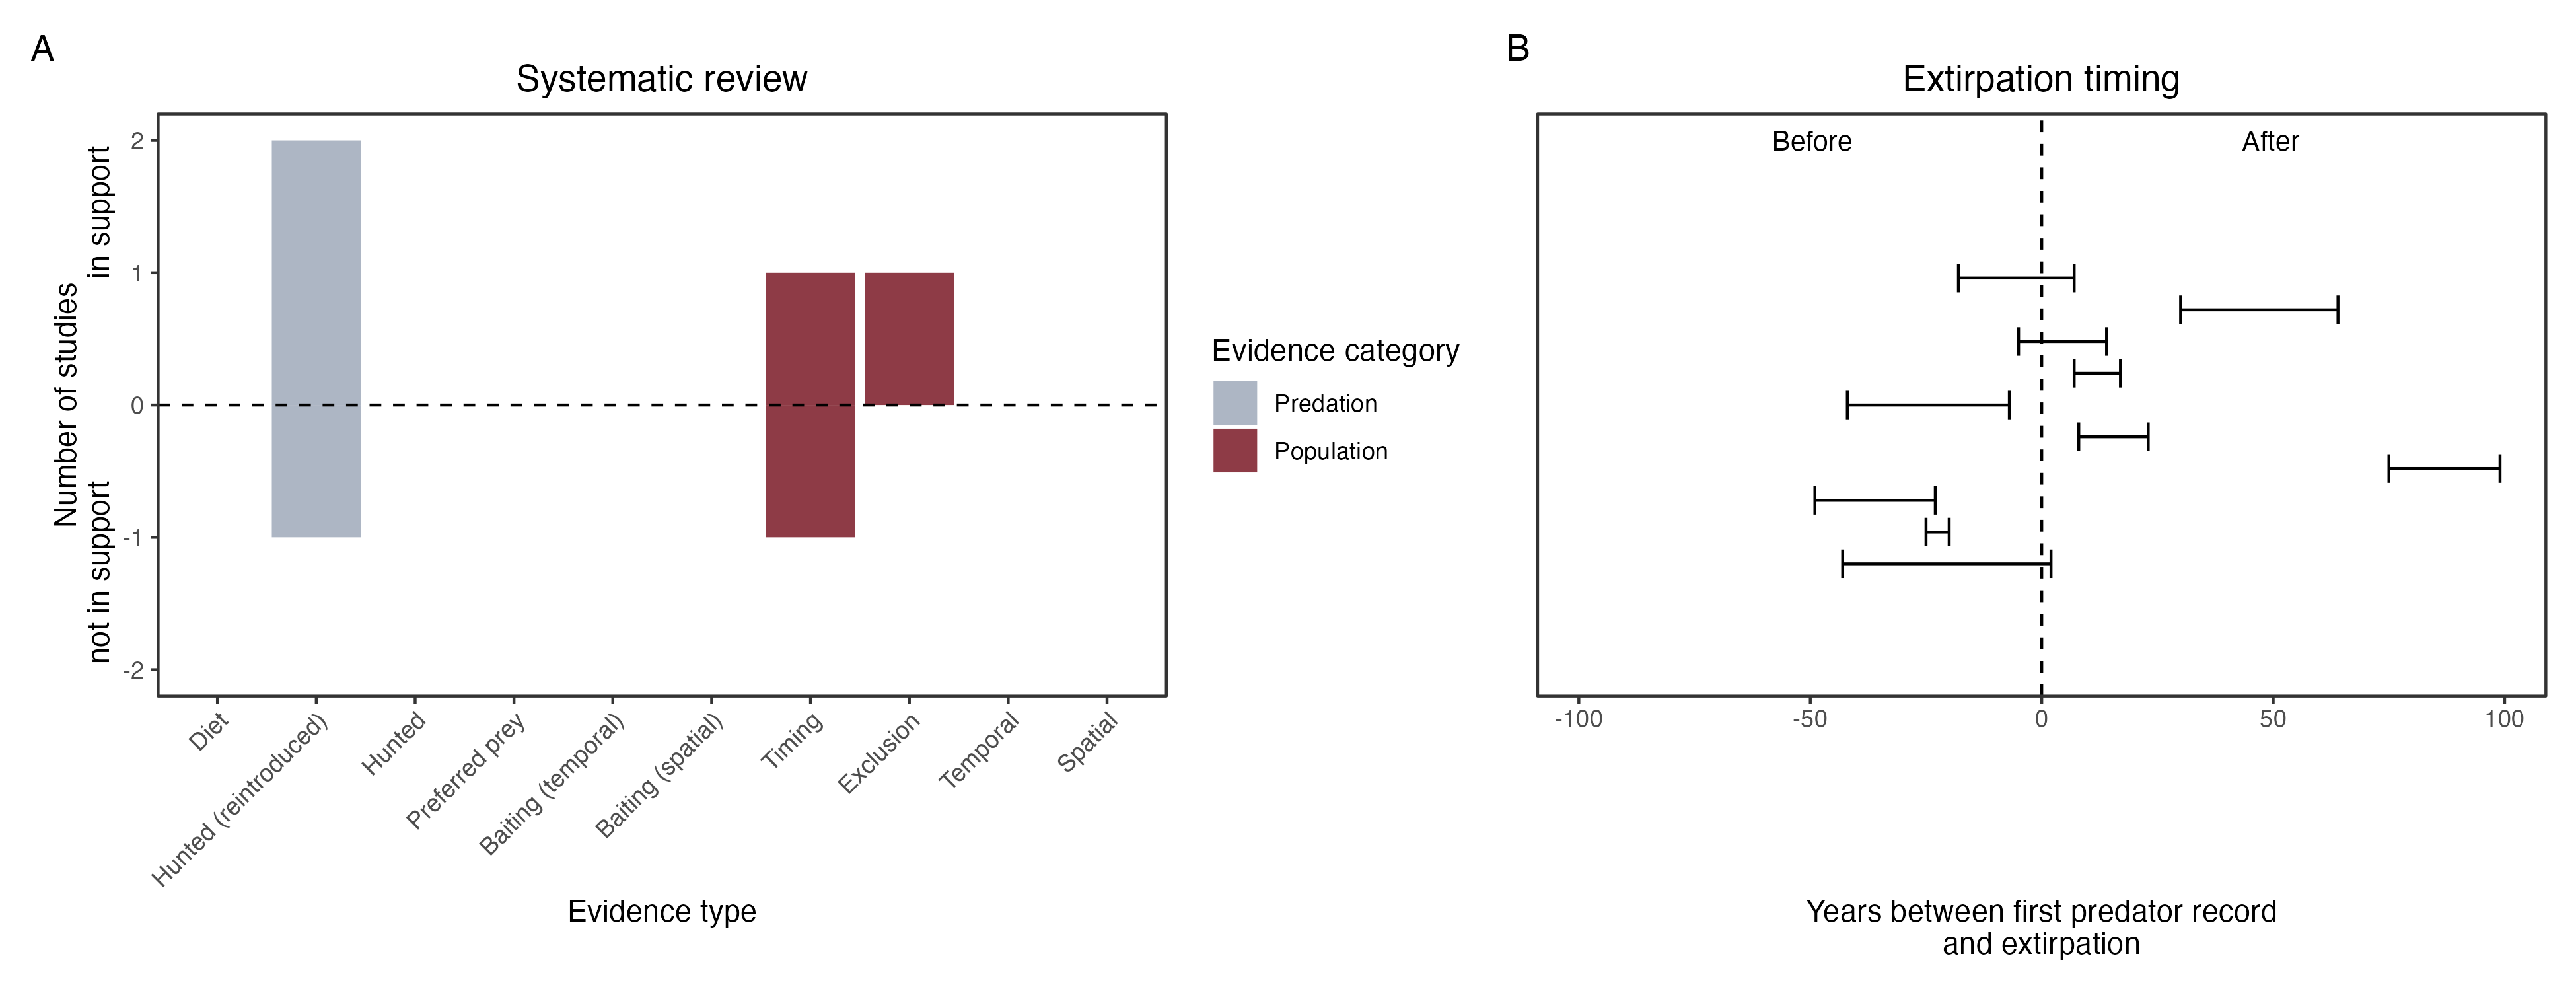 A
Systematic review
Number of studies
not in support
in support
2
1
0
-1
-2
Diet
Hunted (reintroduced)
Hunted
Preferred prey
Baiting (temporal)
Baiting (spatial)
Timing
Exclusion
Temporal
Spatial
Evidence type
Evidence category
Predation
Population
B
Extirpation timing
Before
After
-100
-50
0
50
100
Years between first predator record
and extirpation